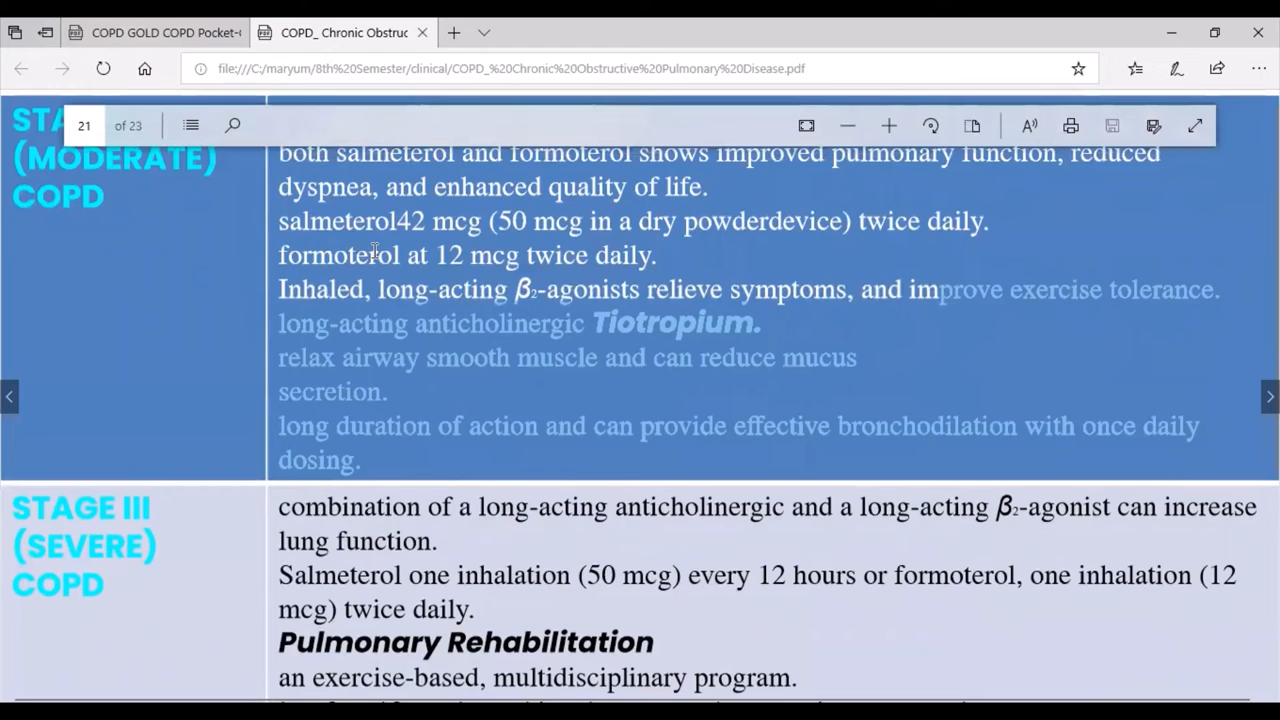 COPD GOLD COPD Pocket-
COPD_ Chronic Obstruc
file:///C:/maryum/8th%20Semester/clinical/COPD_%20Chronic%20Obstructive%20Pulmonary%20Disease.pdf
21 of 23
STA
(MODERATE)
COPD
both salmeterol and formoterol shows improved pulmonary function, reduced
dyspnea, and enhanced quality of life.
salmeterol42 mcg (50 mcg in a dry powderdevice) twice daily.
formoterol at 12 mcg twice daily.
Inhaled, long-acting β2-agonists relieve symptoms, and improve exercise tolerance.
long-acting anticholinergic Tiotropium.
relax airway smooth muscle and can reduce mucus
secretion.
long duration of action and can provide effective bronchodilation with once daily
dosing.
STAGE III
(SEVERE)
COPD
combination of a long-acting anticholinergic and a long-acting β2-agonist can increase
lung function.
Salmeterol one inhalation (50 mcg) every 12 hours or formoterol, one inhalation (12
mcg) twice daily.
Pulmonary Rehabilitation
an exercise-based, multidisciplinary program.